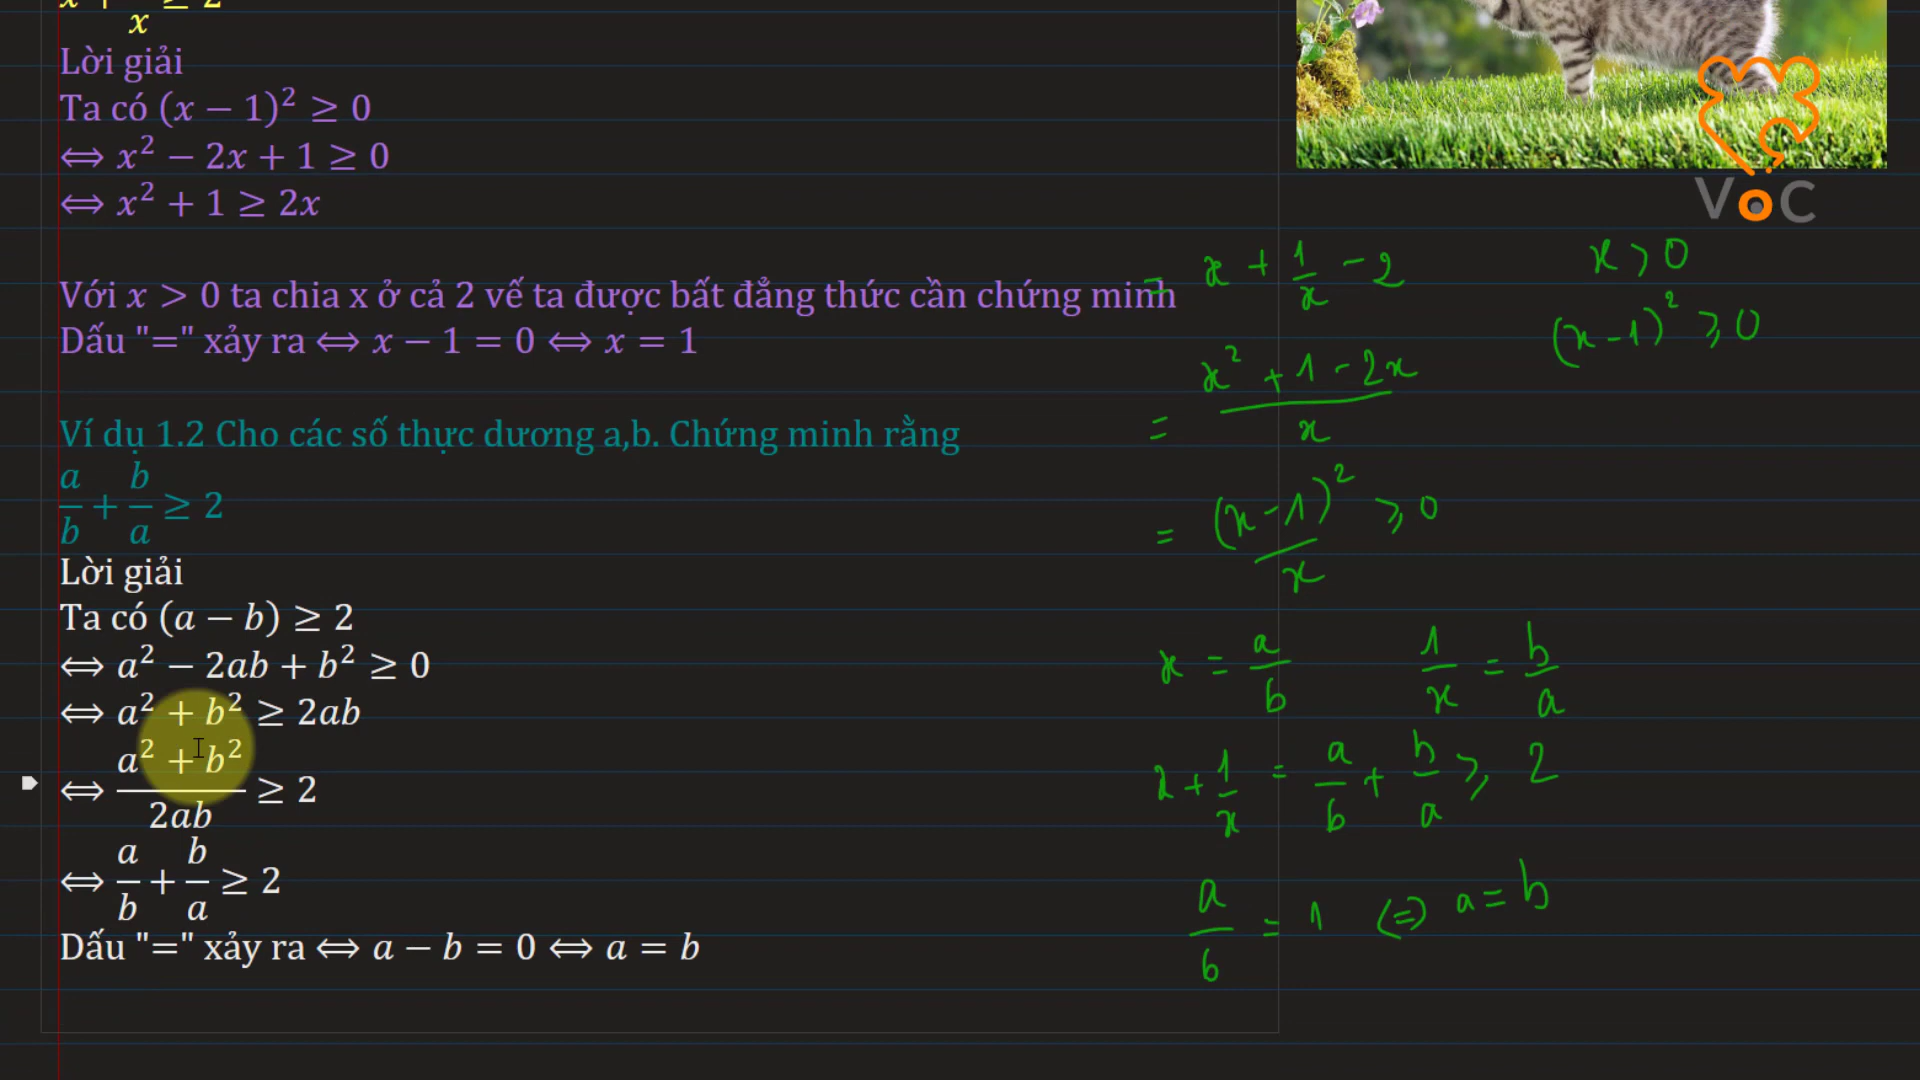 x + 1/x ≥ 2
Lời giải
Ta có (x − 1)² ≥ 0
⟺ x² − 2x + 1 ≥ 0
⟺ x² + 1 ≥ 2x
Với x > 0 ta chia x ở cả 2 vế ta được bất đẳng thức cần chứng minh
Dấu "=" xảy ra ⟺ x − 1 = 0 ⟺ x = 1
Ví dụ 1.2 Cho các số thực dương a,b. Chứng minh rằng
a/b + b/a ≥ 2
Lời giải
Ta có (a − b) ≥ 2
⟺ a² − 2ab + b² ≥ 0
⟺ a² + b² ≥ 2ab
⟺ (a² + b²)/(2ab) ≥ 2
⟺ a/b + b/a ≥ 2
Dấu "=" xảy ra ⟺ a − b = 0 ⟺ a = b
VoC
= x + 1/x − 2
x > 0
(x − 1)² ≥ 0
= (x² + 1 − 2x)/x
= (x − 1)²/x ≥ 0
x = a/b
1/x = b/a
x + 1/x = a/b + b/a ≥ 2
a/b = 1 ⟺ a = b